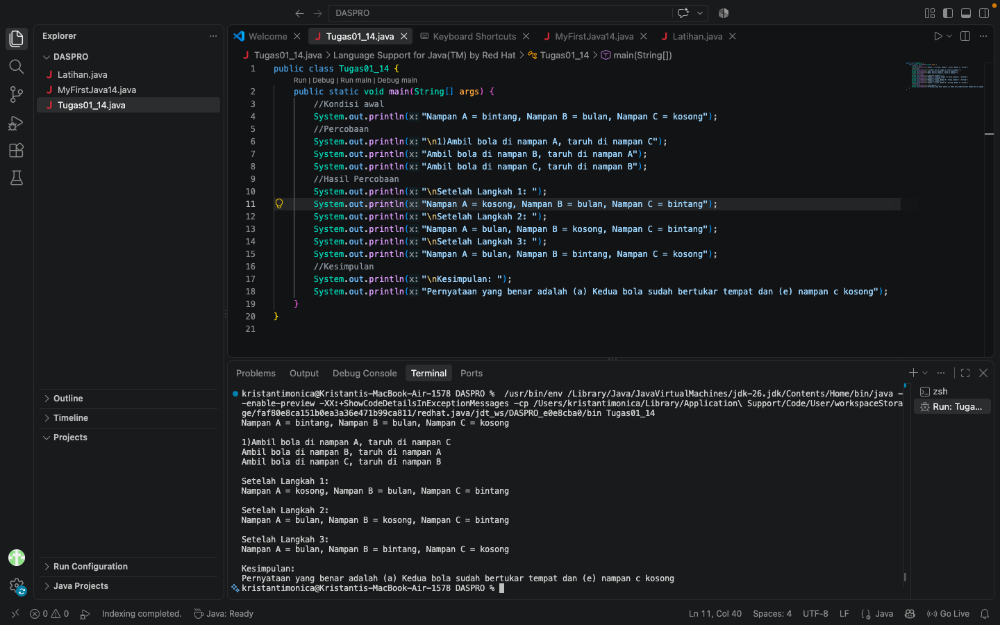 DASPRO
Explorer
Welcome
Tugas01_14.java
Keyboard Shortcuts
MyFirstJava14.java
Latihan.java
DASPRO
Latihan.java
MyFirstJava14.java
Tugas01_14.java
Outline
Timeline
Projects
Run Configuration
Java Projects
Tugas01_14.java > Language Support for Java(TM) by Red Hat > Tugas01_14 > main(String[])
1 public class Tugas01_14 {
Run | Debug | Run main | Debug main
2 public static void main(String[] args) {
3 //Kondisi awal
4 System.out.println(x: "Nampan A = bintang, Nampan B = bulan, Nampan C = kosong");
5 //Percobaan
6 System.out.println(x: "\n1)Ambil bola di nampan A, taruh di nampan C");
7 System.out.println(x: "Ambil bola di nampan B, taruh di nampan A");
8 System.out.println(x: "Ambil bola di nampan C, taruh di nampan B");
9 //Hasil Percobaan
10 System.out.println(x: "\nSetelah Langkah 1: ");
11 System.out.println(x: "Nampan A = kosong, Nampan B = bulan, Nampan C = bintang");
12 System.out.println(x: "\nSetelah Langkah 2: ");
13 System.out.println(x: "Nampan A = bulan, Nampan B = kosong, Nampan C = bintang");
14 System.out.println(x: "\nSetelah Langkah 3: ");
15 System.out.println(x: "Nampan A = bulan, Nampan B = bintang, Nampan C = kosong");
16 //Kesimpulan
17 System.out.println(x: "\nKesimpulan: ");
18 System.out.println(x: "Pernyataan yang benar adalah (a) Kedua bola sudah bertukar tempat dan (e) nampan c kosong");
19 }
20 }
21
Problems Output Debug Console Terminal Ports
kristantimonica@Kristantis-MacBook-Air-1578 DASPRO % /usr/bin/env /Library/Java/JavaVirtualMachines/jdk-26.jdk/Contents/Home/bin/java -
-enable-preview -XX:+ShowCodeDetailsInExceptionMessages -cp /Users/kristantimonica/Library/Application\ Support/Code/User/workspaceStora
ge/faf80e8ca151b0ea3a36e471b99ca811/redhat.java/jdt_ws/DASPRO_e0e8cba0/bin Tugas01_14
Nampan A = bintang, Nampan B = bulan, Nampan C = kosong
1)Ambil bola di nampan A, taruh di nampan C
Ambil bola di nampan B, taruh di nampan A
Ambil bola di nampan C, taruh di nampan B
Setelah Langkah 1:
Nampan A = kosong, Nampan B = bulan, Nampan C = bintang
Setelah Langkah 2:
Nampan A = bulan, Nampan B = kosong, Nampan C = bintang
Setelah Langkah 3:
Nampan A = bulan, Nampan B = bintang, Nampan C = kosong
Kesimpulan:
Pernyataan yang benar adalah (a) Kedua bola sudah bertukar tempat dan (e) nampan c kosong
kristantimonica@Kristantis-MacBook-Air-1578 DASPRO %
zsh
Run: Tuga...
0 0 Indexing completed. Java: Ready Ln 11, Col 40 Spaces: 4 UTF-8 LF Java Go Live